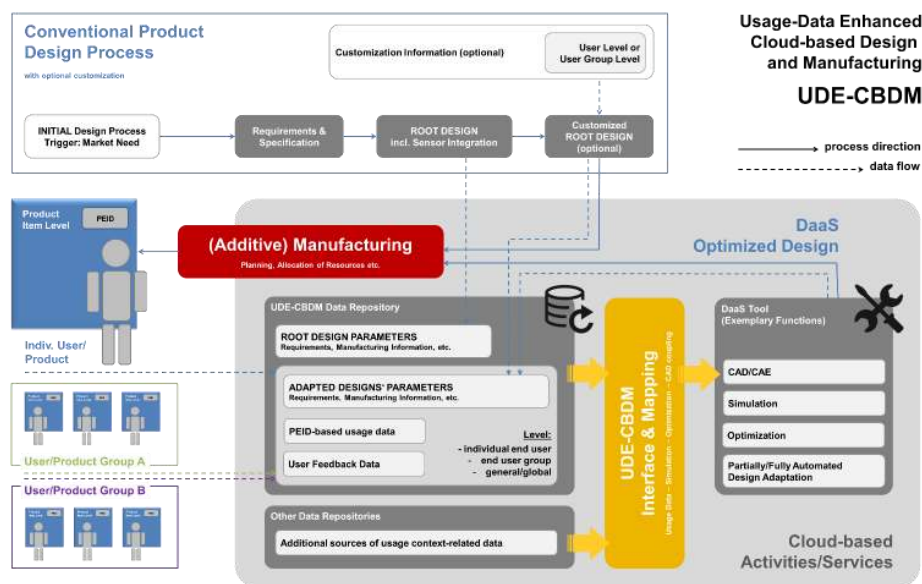 Conventional Product
Design Process
with optional customization
Customization Information (optional)
User Level or
User Group Level
INITIAL Design Process
Trigger: Market Need
Requirements &
Specification
ROOT DESIGN
incl. Sensor Integration
Customized
ROOT DESIGN
(optional)
Usage-Data Enhanced
Cloud-based Design
and Manufacturing
UDE-CBDM
process direction
data flow
Product
Item Level
PEID
(Additive) Manufacturing
Planning, Allocation of Resources etc.
DaaS
Optimized Design
Indiv. User/
Product
User/Product Group A
User/Product Group B
UDE-CBDM Data Repository
ROOT DESIGN PARAMETERS
Requirements, Manufacturing Information, etc.
ADAPTED DESIGNS' PARAMETERS
Requirements, Manufacturing Information, etc.
PEID-based usage data
User Feedback Data
Level:
- individual end user
- end user group
- general/global
Other Data Repositories
Additional sources of usage context-related data
UDE-CBDM
Interface & Mapping
Usage Data – Simulation – Optimization – CAD coupling
DaaS Tool
(Exemplary Functions)
CAD/CAE
Simulation
Optimization
Partially/Fully Automated
Design Adaptation
Cloud-based
Activities/Services